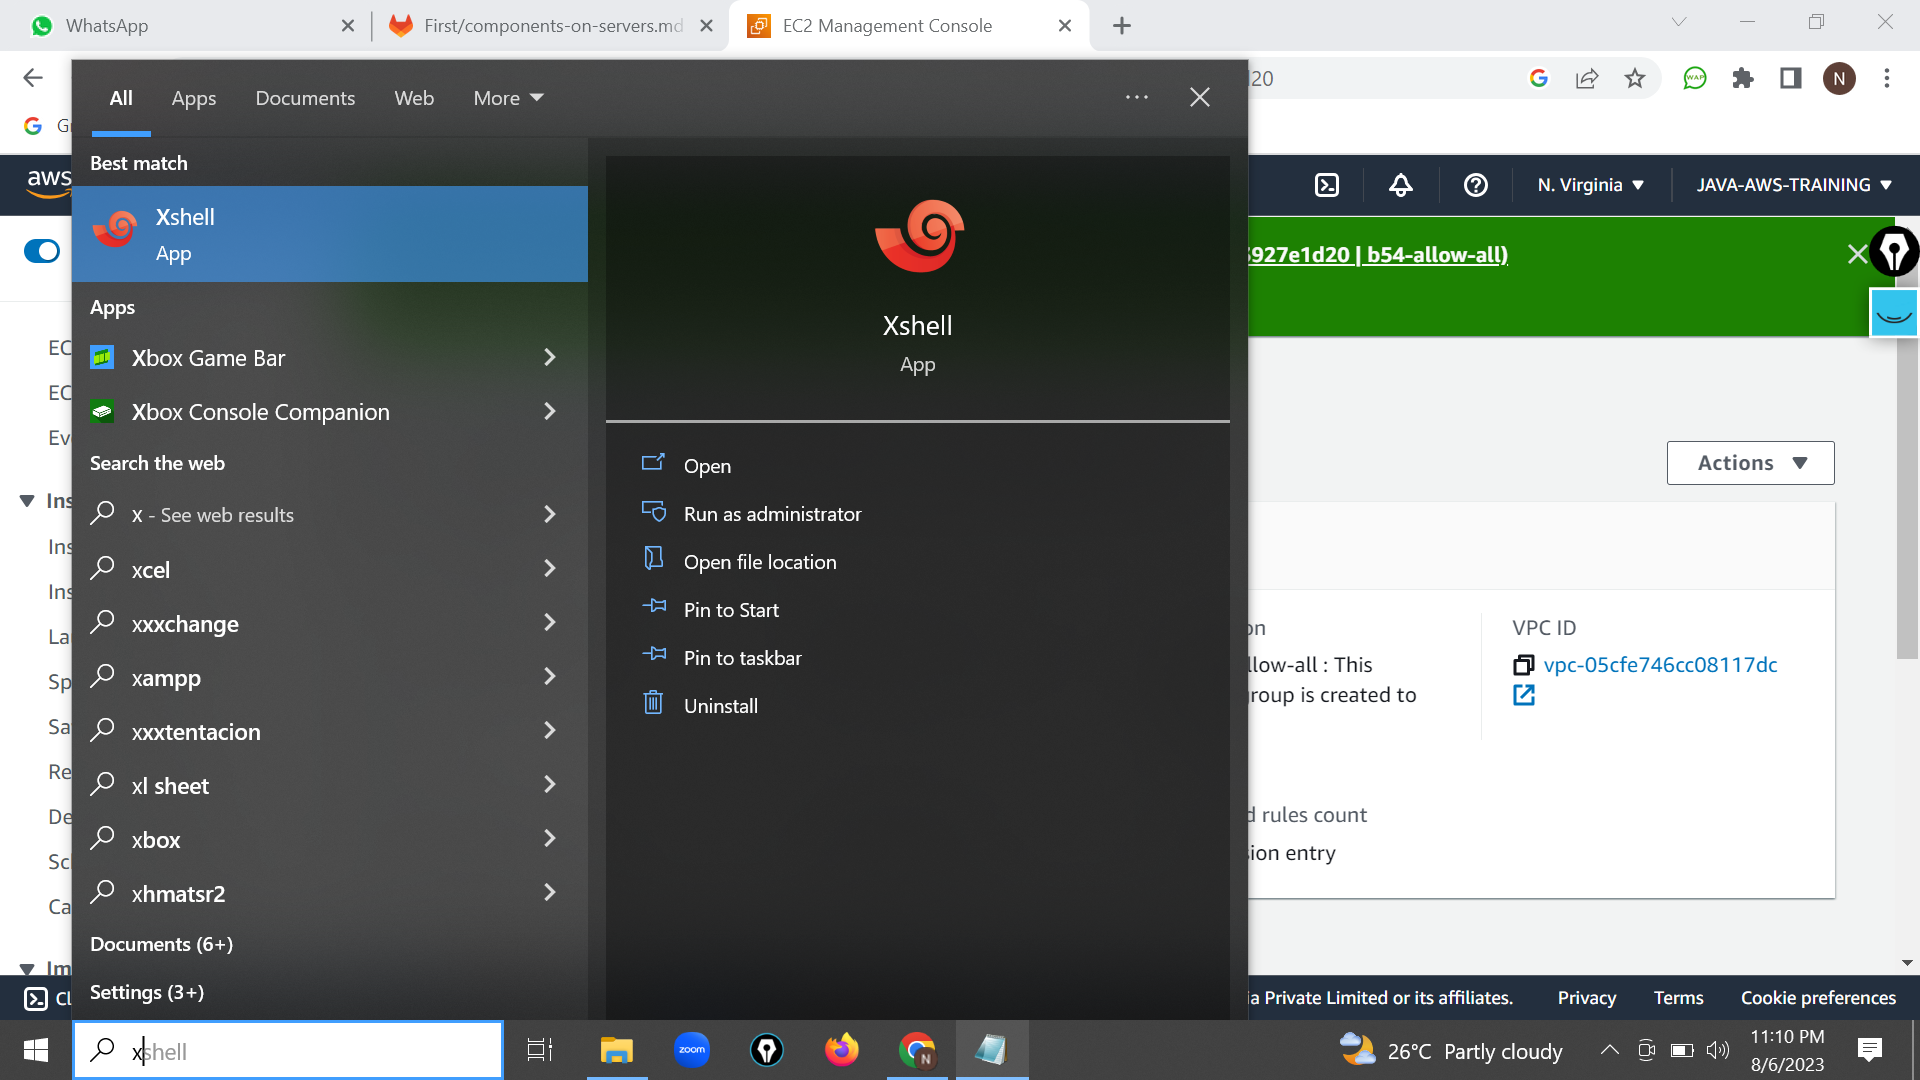 WhatsApp
First/components-on-servers.md
EC2 Management Console
20
N
All
Apps
Documents
Web
More
aws
N. Virginia
JAVA-AWS-TRAINING
Best match
Xshell
App
Apps
Xbox Game Bar
Xbox Console Companion
Search the web
x - See web results
xcel
xxxchange
xampp
xxxtentacion
xl sheet
xbox
xhmatsr2
Documents (6+)
Settings (3+)
Xshell
App
Open
Run as administrator
Open file location
Pin to Start
Pin to taskbar
Uninstall
927e1d20 | b54-allow-all)
Actions
on
VPC ID
llow-all : This
vpc-05cfe746cc08117dc
roup is created to
d rules count
sion entry
EC
EC
Ev
Ins
Ins
Ins
La
Sp
Sa
Re
De
Sc
Ca
Im
CL
ia Private Limited or its affiliates.
Privacy
Terms
Cookie preferences
xshell
zoom
N
26°C Partly cloudy
11:10 PM
8/6/2023